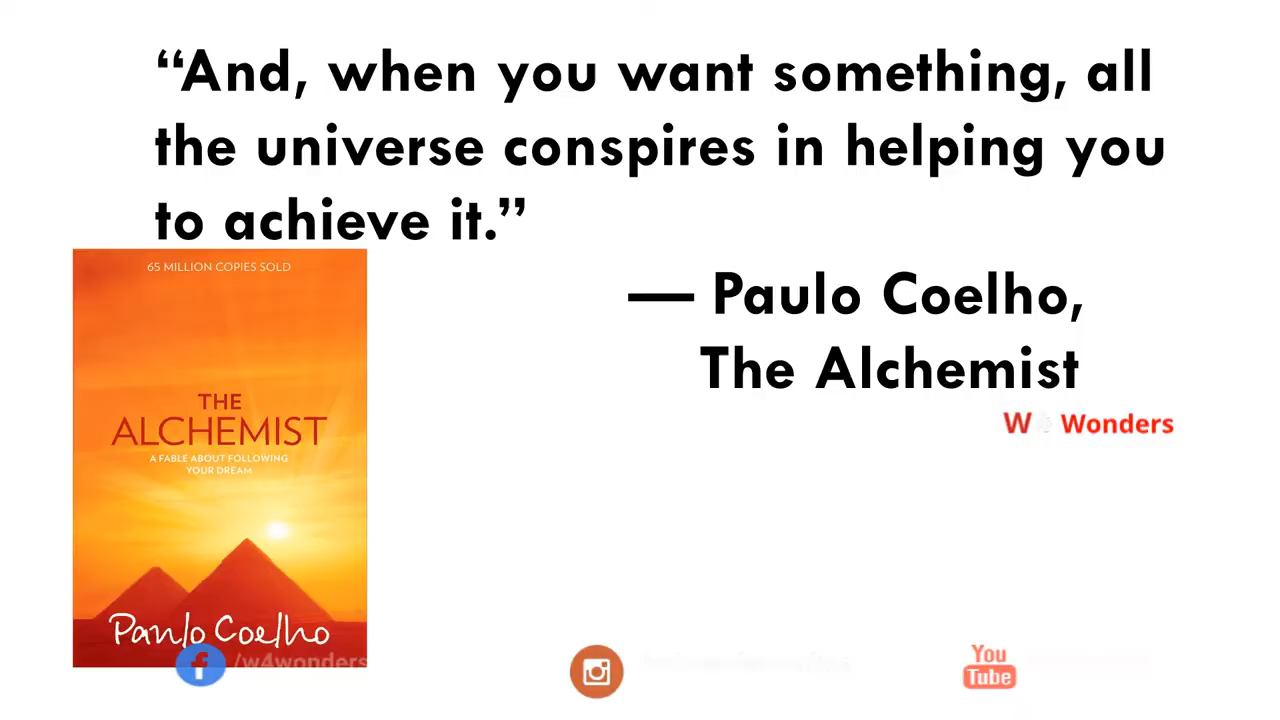 “And, when you want something, all
the universe conspires in helping you
to achieve it.”
— Paulo Coelho,
The Alchemist
W Wonders
65 MILLION COPIES SOLD
THE
ALCHEMIST
A FABLE ABOUT FOLLOWING
YOUR DREAM
Paulo Coelho
/w4wonders
You
Tube